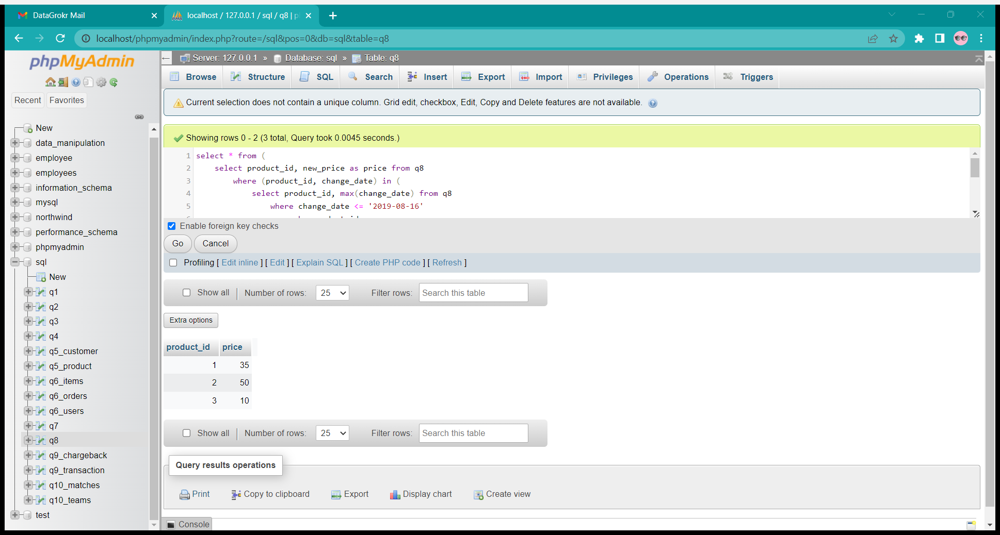 DataGrokr Mail
localhost / 127.0.0.1 / sql / q8 | p
localhost/phpmyadmin/index.php?route=/sql&pos=0&db=sql&table=q8
phpMyAdmin
Recent Favorites
New
data_manipulation
employee
employees
information_schema
mysql
northwind
performance_schema
phpmyadmin
sql
New
q1
q2
q3
q4
q5_customer
q5_product
q6_items
q6_orders
q6_users
q7
q8
q9_chargeback
q9_transaction
q10_matches
q10_teams
test
Server: 127.0.0.1 » Database: sql » Table: q8
Browse Structure SQL Search Insert Export Import Privileges Operations Triggers
Current selection does not contain a unique column. Grid edit, checkbox, Edit, Copy and Delete features are not available.
Showing rows 0 - 2 (3 total, Query took 0.0045 seconds.)
1 select * from (
2 select product_id, new_price as price from q8
3 where (product_id, change_date) in (
4 select product_id, max(change_date) from q8
5 where change_date <= '2019-08-16'
Enable foreign key checks
Go Cancel
Profiling [ Edit inline ] [ Edit ] [ Explain SQL ] [ Create PHP code ] [ Refresh ]
Show all Number of rows: 25 Filter rows: Search this table
Extra options
product_id price
1 35
2 50
3 10
Show all Number of rows: 25 Filter rows: Search this table
Query results operations
Print Copy to clipboard Export Display chart Create view
Console